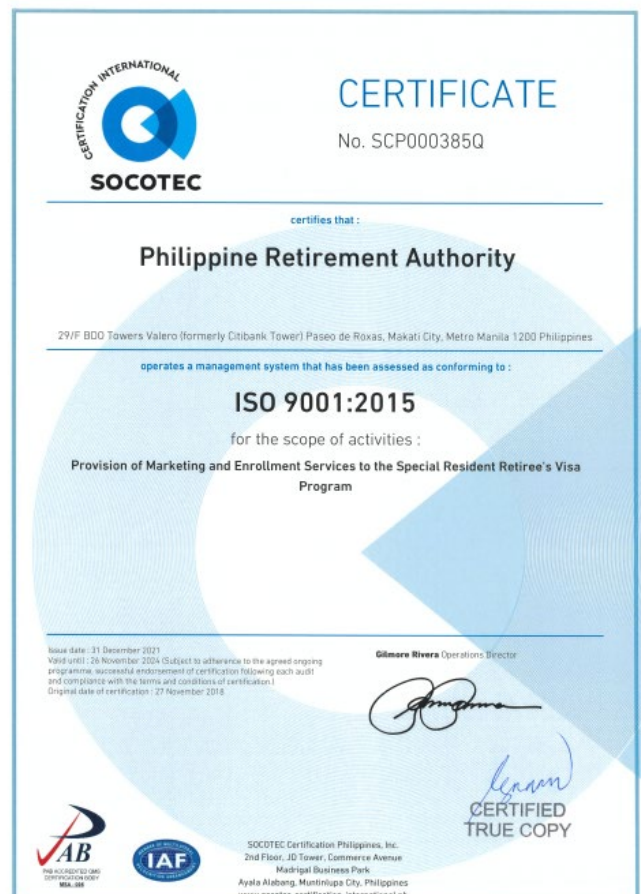 CERTIFICATION INTERNATIONAL
SOCOTEC
CERTIFICATE
No. SCP000385Q
certifies that :
Philippine Retirement Authority
29/F BDO Towers Valero (formerly Citibank Tower) Paseo de Roxas, Makati City, Metro Manila 1200 Philippines
operates a management system that has been assessed as conforming to :
ISO 9001:2015
for the scope of activities :
Provision of Marketing and Enrollment Services to the Special Resident Retiree's Visa
Program
Issue date : 31 December 2021
Valid until : 26 November 2024 (Subject to adherence to the agreed ongoing
programme, successful endorsement of certification following each audit
and compliance with the terms and conditions of certification.)
Original date of certification : 27 November 2018
Gilmore Rivera Operations Director
CERTIFIED
TRUE COPY
PAB
PAB ACCREDITED QMS
CERTIFICATION BODY
IAF
SOCOTEC Certification Philippines, Inc.
2nd Floor, JD Tower, Commerce Avenue
Madrigal Business Park
Ayala Alabang, Muntinlupa City, Philippines